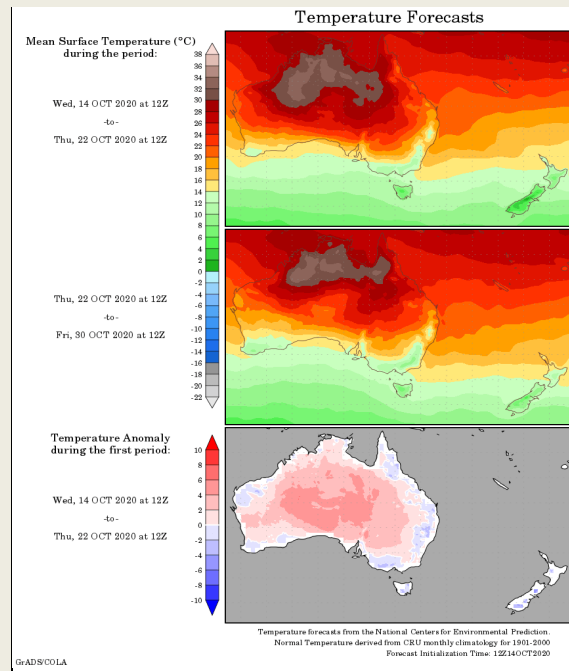 Temperature Forecasts
Mean Surface Temperature (°C)
during the period:
Wed, 14 OCT 2020 at 12Z
-to-
Thu, 22 OCT 2020 at 12Z
38
36
34
32
30
28
26
24
22
20
18
16
14
12
10
8
6
4
2
0
-2
-4
-6
-8
-10
-12
-14
-16
-18
-20
-22
Thu, 22 OCT 2020 at 12Z
-to-
Fri, 30 OCT 2020 at 12Z
Temperature Anomaly
during the first period:
Wed, 14 OCT 2020 at 12Z
-to-
Thu, 22 OCT 2020 at 12Z
10
8
6
4
2
0
-2
-4
-6
-8
-10
Temperature forecasts from the National Centers for Environmental Prediction.
Normal Temperature derived from CRU monthly climatology for 1901-2000
Forecast Initialization Time: 12Z14OCT2020
GrADS/COLA